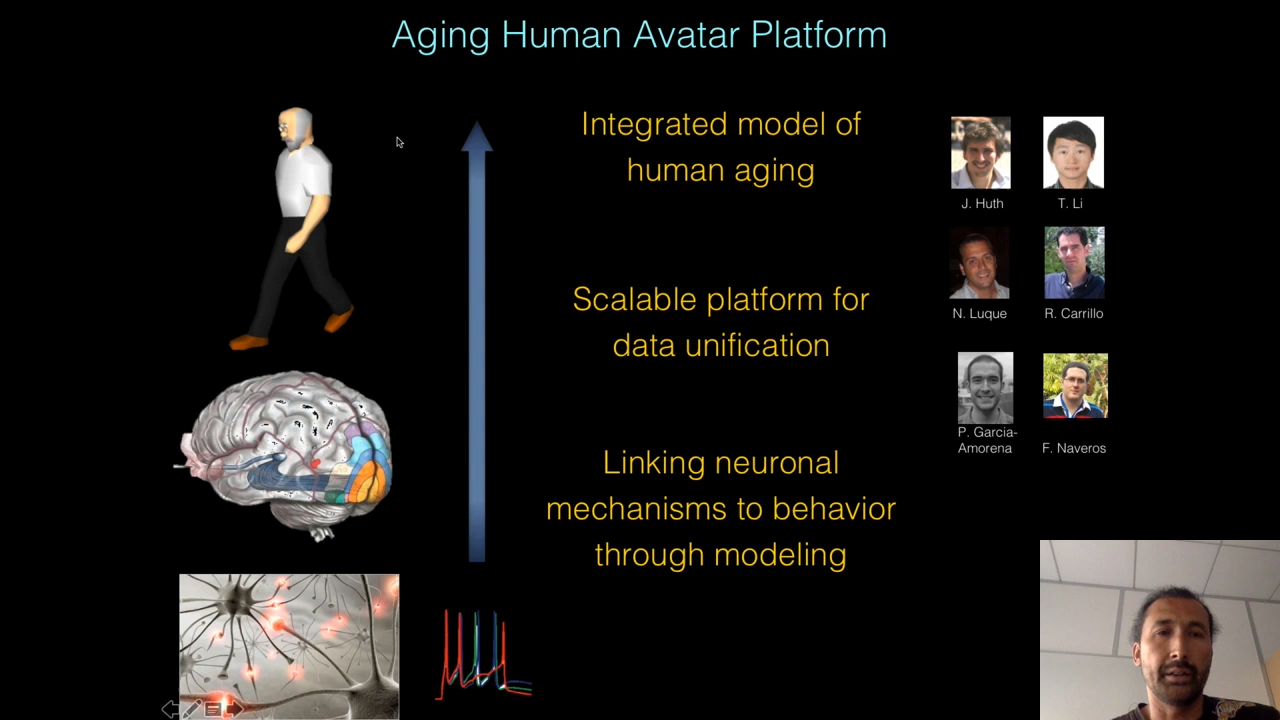 Aging Human Avatar Platform
Integrated model of
human aging
Scalable platform for
data unification
Linking neuronal
mechanisms to behavior
through modeling
J. Huth
T. Li
N. Luque
R. Carrillo
P. Garcia-
Amorena
F. Naveros